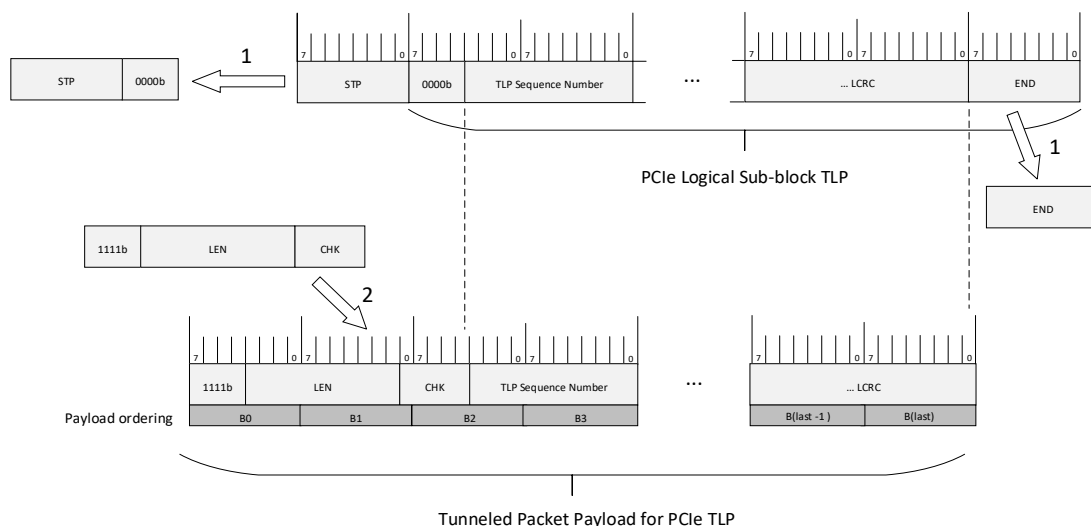 7 0 7 0 7 0 7 0 7 0
1
STP 0000b
STP 0000b TLP Sequence Number ... ... LCRC END
1
PCIe Logical Sub-block TLP
END
1111b LEN CHK
2
7 0 7 0 7 0 7 0 7 0 7 0
1111b LEN CHK TLP Sequence Number ... ... LCRC
Payload ordering B0 B1 B2 B3 B(last -1 ) B(last)
Tunneled Packet Payload for PCIe TLP